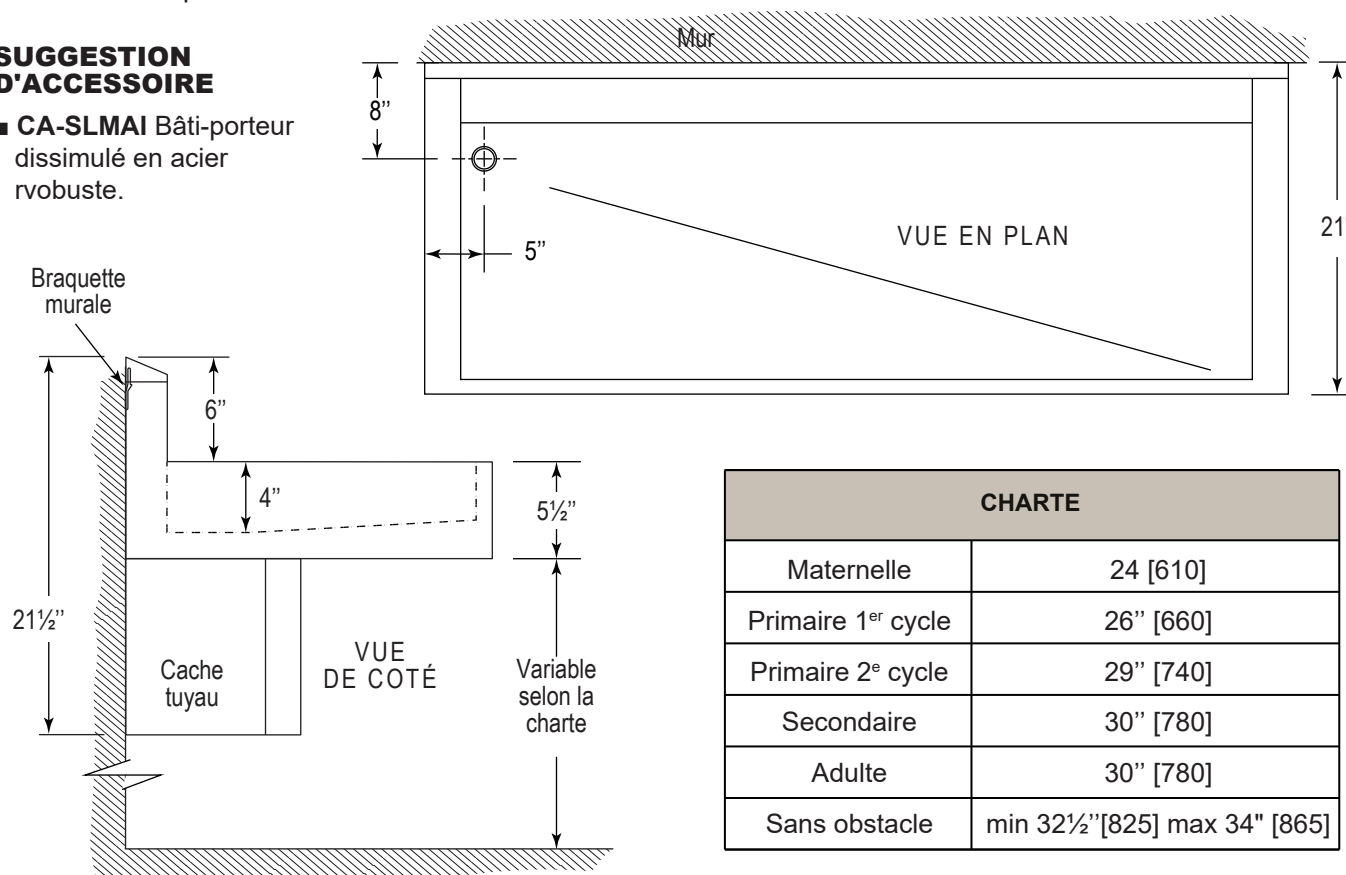 SUGGESTION
D'ACCESSOIRE
■ CA-SLMAI Bâti-porteur
dissimulé en acier
rvobuste.
Mur
8’’
5’’
VUE EN PLAN
21’’
Braquette
murale
6’’
4’’
5½’’
21½’’
Cache
tuyau
VUE
DE COTÉ
Variable
selon la
charte
CHARTE
Maternelle 24 [610]
Primaire 1er cycle 26’’ [660]
Primaire 2e cycle 29’’ [740]
Secondaire 30’’ [780]
Adulte 30’’ [780]
Sans obstacle min 32½’’[825] max 34" [865]